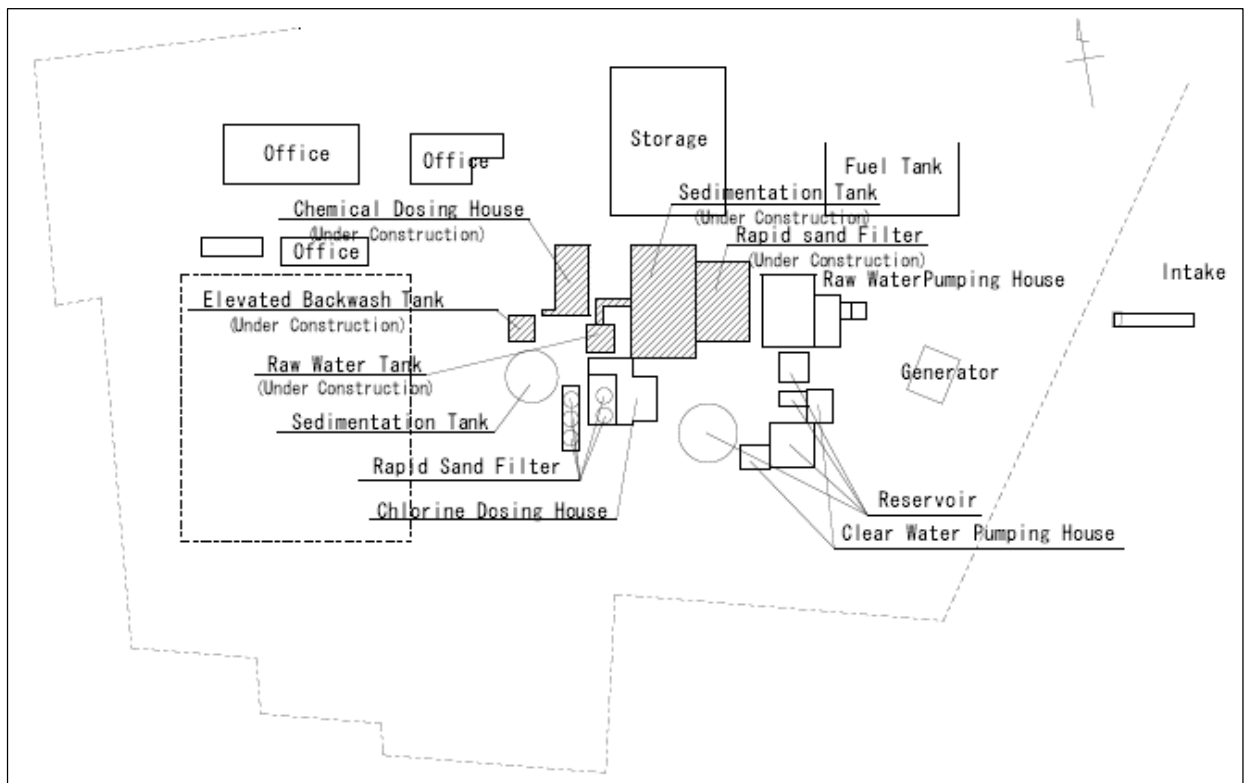 Storage
Office
Office
Fuel Tank
Sedimentation Tank
(Under Construction)
Chemical Dosing House
(Under Construction)
Rapid sand Filter
(Under Construction)
Office
Raw WaterPumping House
Intake
Elevated Backwash Tank
(Under Construction)
Raw Water Tank
(Under Construction)
Generator
Sedimentation Tank
Rapid Sand Filter
Reservoir
Chlorine Dosing House
Clear Water Pumping House